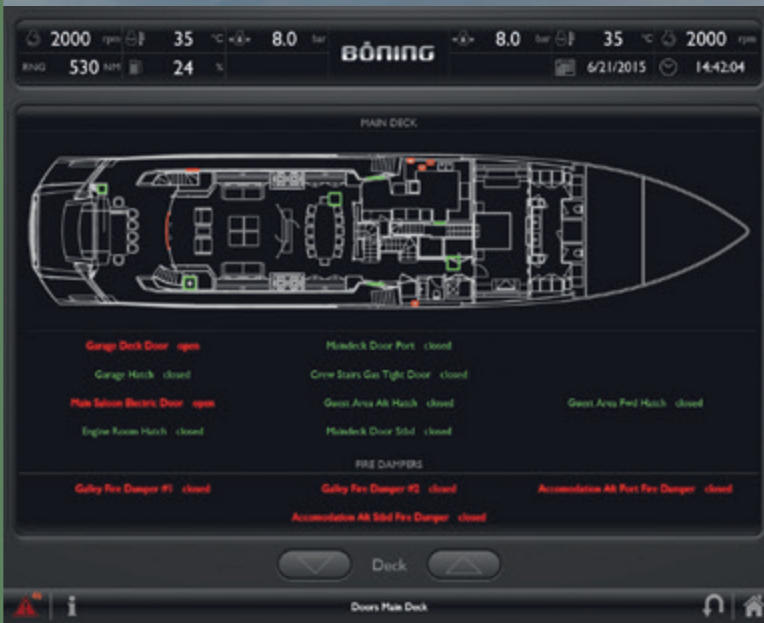 2000 rpm 35 °C 8.0 bar BÖNING 8.0 bar 35 °C 2000 rpm
RNG 530 NM 24 % 6/21/2015 14:42:04
MAIN DECK
Garage Deck Door open Maindeck Door Port closed
Garage Hatch closed Crew Stairs Gas Tight Door closed
Main Saloon Electric Door open Guest Area Aft Hatch closed Guest Area Fwd Hatch closed
Engine Room Hatch closed Maindeck Door Stbd closed
FIRE DAMPERS
Galley Fire Damper #1 closed Galley Fire Damper #2 closed Accomodation Aft Port Fire Damper closed
Accomodation Aft Stbd Fire Damper closed
Deck
Doors Main Deck